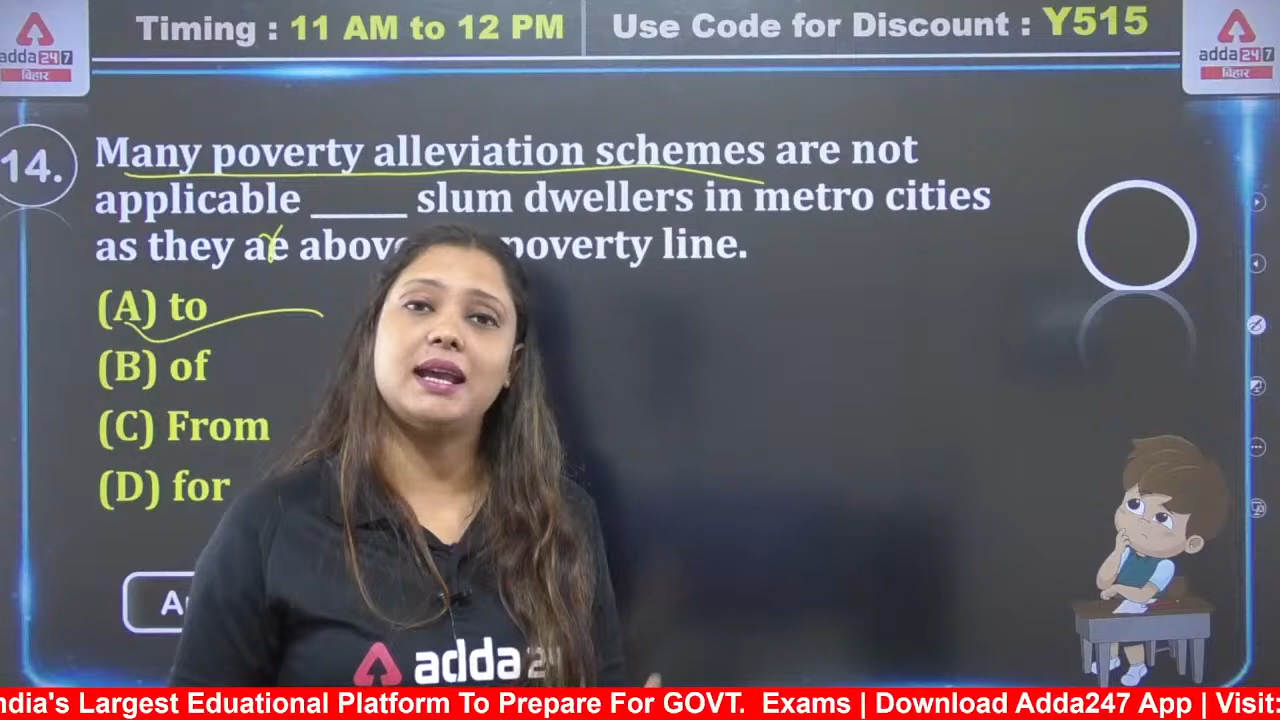 Timing : 11 AM to 12 PM
Use Code for Discount : Y515
adda247
बिहार
adda247
बिहार
14.
Many poverty alleviation schemes are not
applicable _____ slum dwellers in metro cities
as they ae above poverty line.
(A) to
(B) of
(C) From
(D) for
adda24
ndia's Largest Eduational Platform To Prepare For GOVT. Exams | Download Adda247 App | Visit: